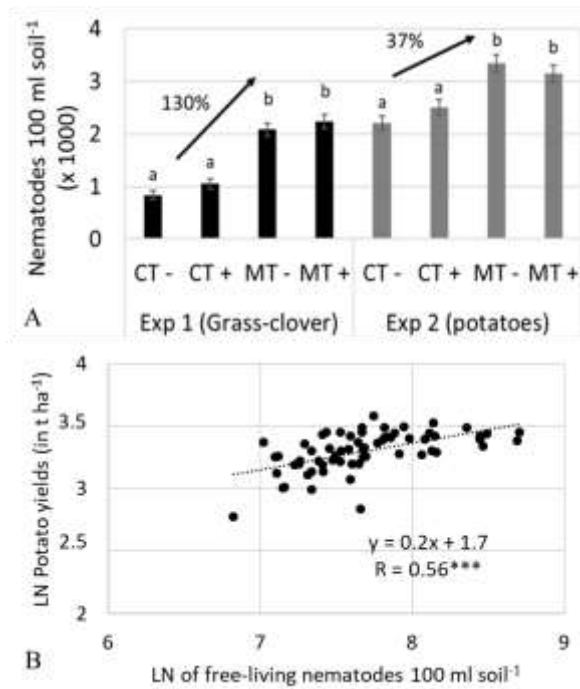 Nematodes 100 ml soil⁻¹
(x 1000)
4
3
2
1
0
130%
37%
a
a
b
b
a
a
b
b
CT - CT + MT - MT + CT - CT + MT - MT +
A Exp 1 (Grass-clover) Exp 2 (potatoes)
LN Potato yields (in t ha⁻¹)
4
3.5
3
2.5
2
y = 0.2x + 1.7
R = 0.56***
6 7 8 9
B LN of free-living nematodes 100 ml soil⁻¹